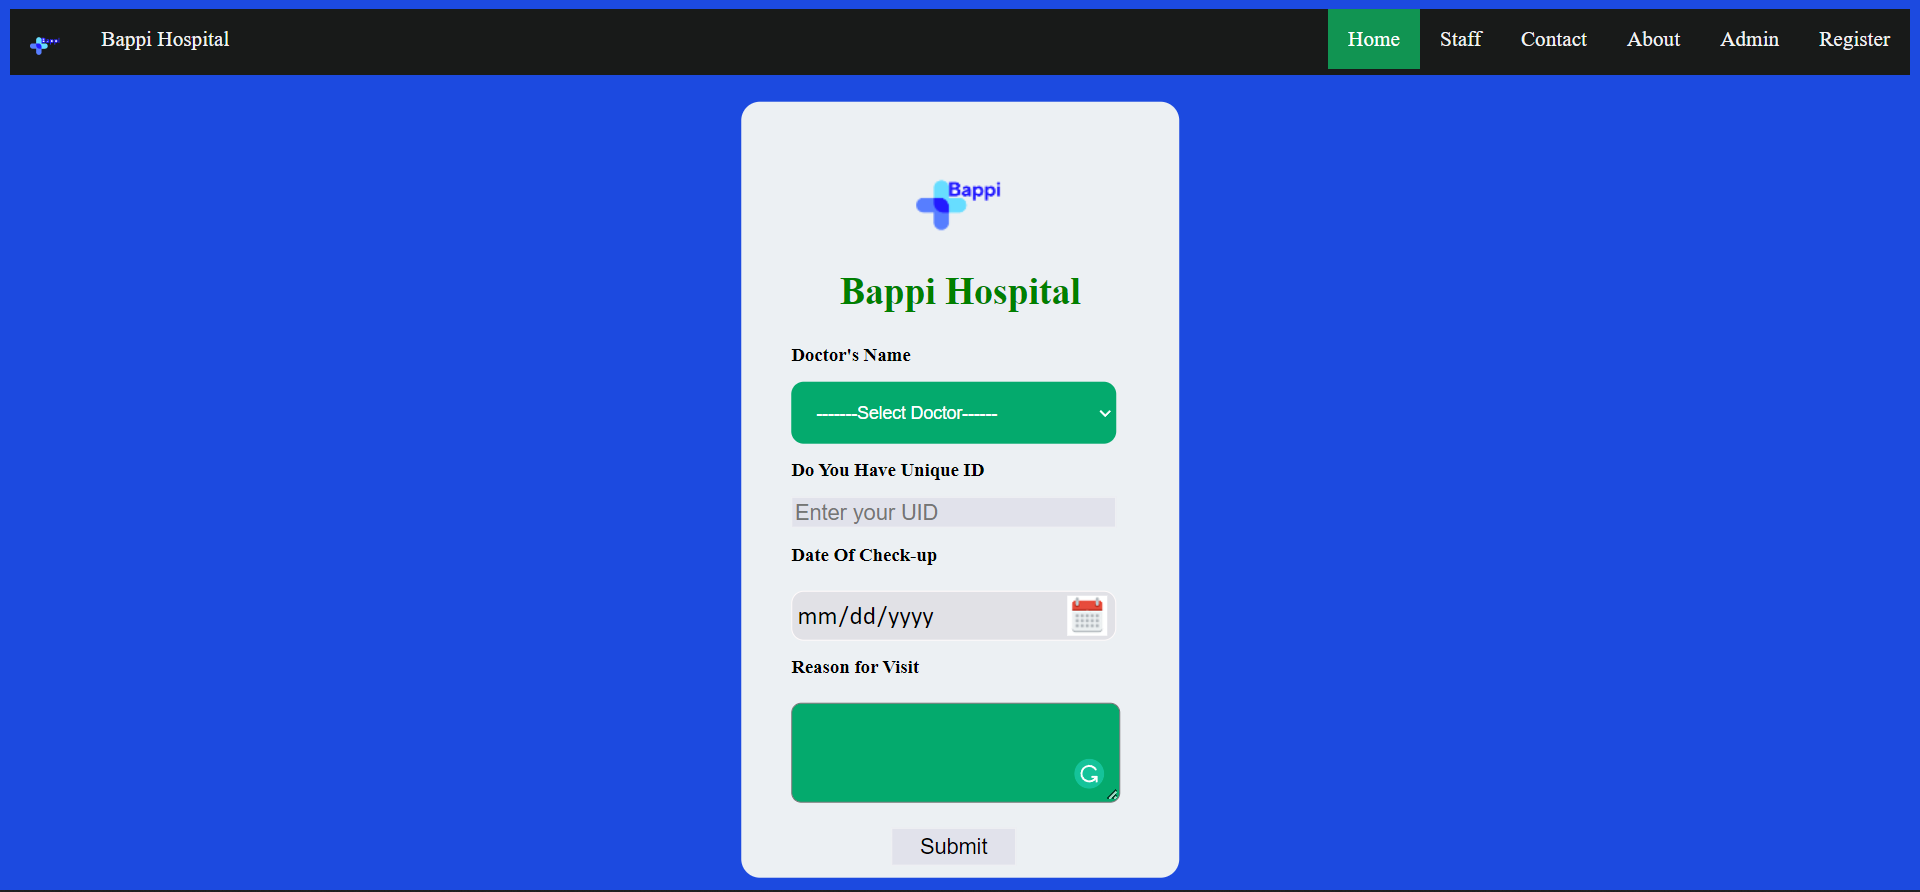 Bappi Hospital Home Staff Contact About Admin Register
Bappi
Bappi Hospital
Doctor's Name
-------Select Doctor------
Do You Have Unique ID
Enter your UID
Date Of Check-up
mm/dd/yyyy
Reason for Visit
Submit